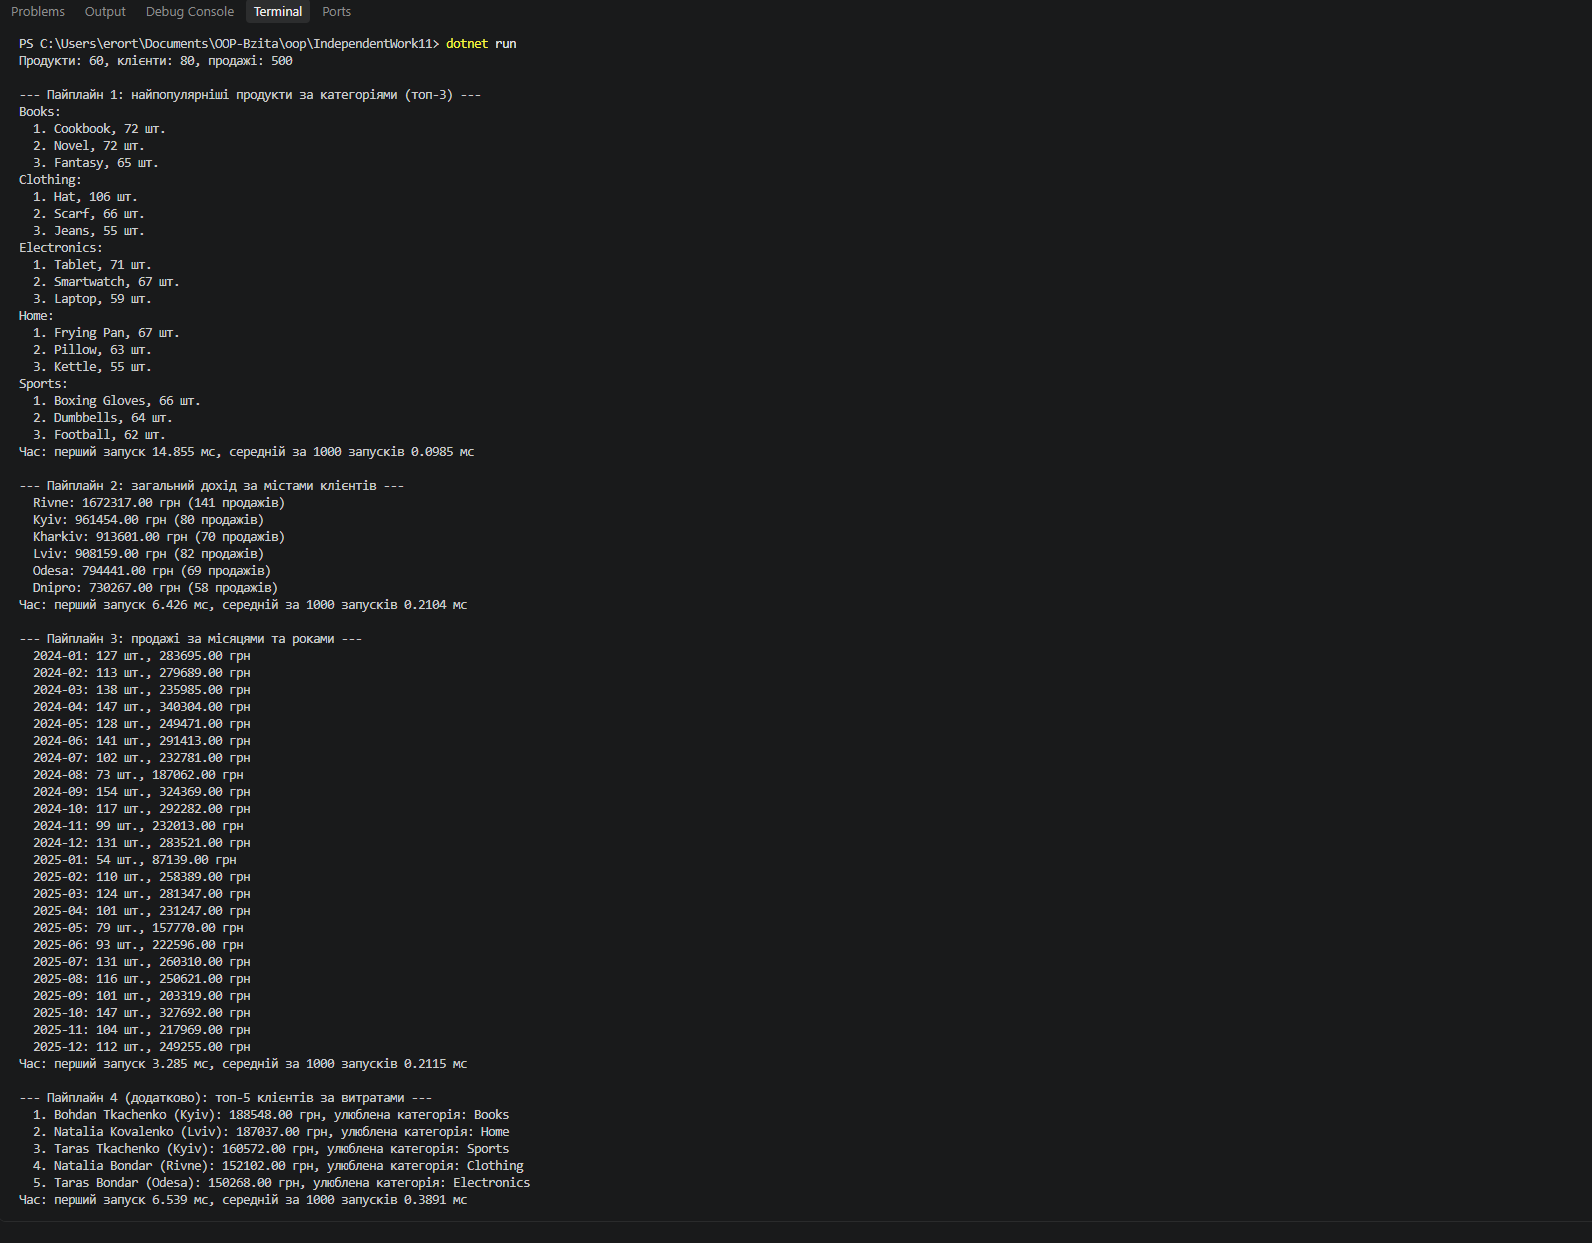 Problems Output Debug Console Terminal Ports
PS C:\Users\erort\Documents\OOP-Bzita\oop\IndependentWork11> dotnet run
Продукти: 60, клієнти: 80, продажі: 500
--- Пайплайн 1: найпопулярніші продукти за категоріями (топ-3) ---
Books:
1. Cookbook, 72 шт.
2. Novel, 72 шт.
3. Fantasy, 65 шт.
Clothing:
1. Hat, 106 шт.
2. Scarf, 66 шт.
3. Jeans, 55 шт.
Electronics:
1. Tablet, 71 шт.
2. Smartwatch, 67 шт.
3. Laptop, 59 шт.
Home:
1. Frying Pan, 67 шт.
2. Pillow, 63 шт.
3. Kettle, 55 шт.
Sports:
1. Boxing Gloves, 66 шт.
2. Dumbbells, 64 шт.
3. Football, 62 шт.
Час: перший запуск 14.855 мс, середній за 1000 запусків 0.0985 мс
--- Пайплайн 2: загальний дохід за містами клієнтів ---
Rivne: 1672317.00 грн (141 продажів)
Kyiv: 961454.00 грн (80 продажів)
Kharkiv: 913601.00 грн (70 продажів)
Lviv: 908159.00 грн (82 продажів)
Odesa: 794441.00 грн (69 продажів)
Dnipro: 730267.00 грн (58 продажів)
Час: перший запуск 6.426 мс, середній за 1000 запусків 0.2104 мс
--- Пайплайн 3: продажі за місяцями та роками ---
2024-01: 127 шт., 283695.00 грн
2024-02: 113 шт., 279689.00 грн
2024-03: 138 шт., 235985.00 грн
2024-04: 147 шт., 340304.00 грн
2024-05: 128 шт., 249471.00 грн
2024-06: 141 шт., 291413.00 грн
2024-07: 102 шт., 232781.00 грн
2024-08: 73 шт., 187062.00 грн
2024-09: 154 шт., 324369.00 грн
2024-10: 117 шт., 292282.00 грн
2024-11: 99 шт., 232013.00 грн
2024-12: 131 шт., 283521.00 грн
2025-01: 54 шт., 87139.00 грн
2025-02: 110 шт., 258389.00 грн
2025-03: 124 шт., 281347.00 грн
2025-04: 101 шт., 231247.00 грн
2025-05: 79 шт., 157770.00 грн
2025-06: 93 шт., 222596.00 грн
2025-07: 131 шт., 260310.00 грн
2025-08: 116 шт., 250621.00 грн
2025-09: 101 шт., 203319.00 грн
2025-10: 147 шт., 327692.00 грн
2025-11: 104 шт., 217969.00 грн
2025-12: 112 шт., 249255.00 грн
Час: перший запуск 3.285 мс, середній за 1000 запусків 0.2115 мс
--- Пайплайн 4 (додатково): топ-5 клієнтів за витратами ---
1. Bohdan Tkachenko (Kyiv): 188548.00 грн, улюблена категорія: Books
2. Natalia Kovalenko (Lviv): 187037.00 грн, улюблена категорія: Home
3. Taras Tkachenko (Kyiv): 160572.00 грн, улюблена категорія: Sports
4. Natalia Bondar (Rivne): 152102.00 грн, улюблена категорія: Clothing
5. Taras Bondar (Odesa): 150268.00 грн, улюблена категорія: Electronics
Час: перший запуск 6.539 мс, середній за 1000 запусків 0.3891 мс